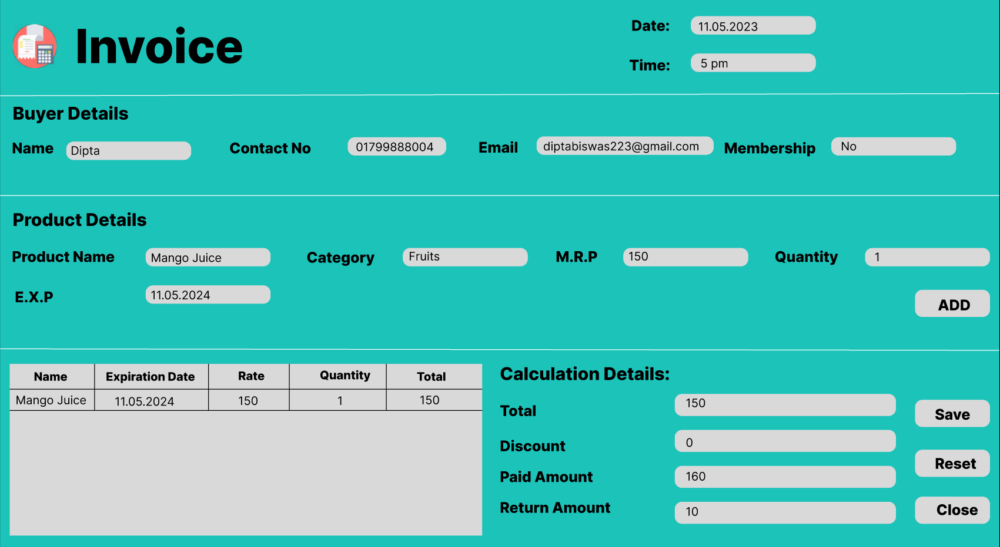 Invoice
Date: 11.05.2023
Time: 5 pm
Buyer Details
Name Dipta Contact No 01799888004 Email diptabiswas223@gmail.com Membership No
Product Details
Product Name Mango Juice Category Fruits M.R.P 150 Quantity 1
E.X.P 11.05.2024
ADD
Name Expiration Date Rate Quantity Total
Mango Juice 11.05.2024 150 1 150
Calculation Details:
Total 150
Discount 0
Paid Amount 160
Return Amount 10
Save
Reset
Close